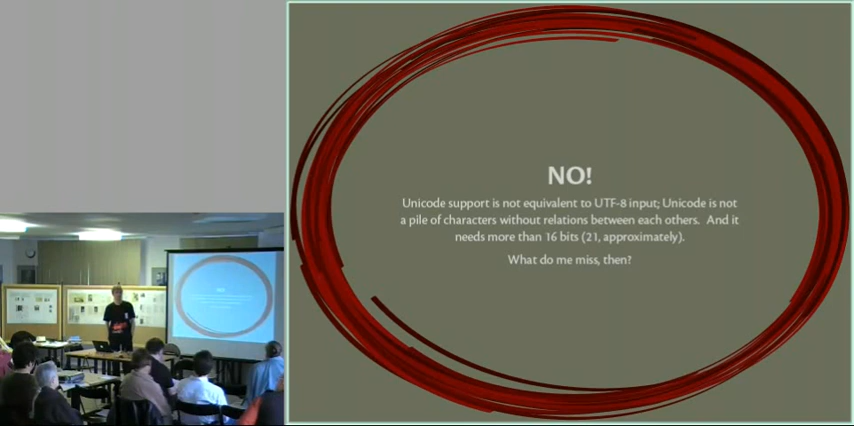 NO!
Unicode support is not equivalent to UTF-8 input; Unicode is not
a pile of characters without relations between each others. And it
needs more than 16 bits (21, approximately).
What do me miss, then?